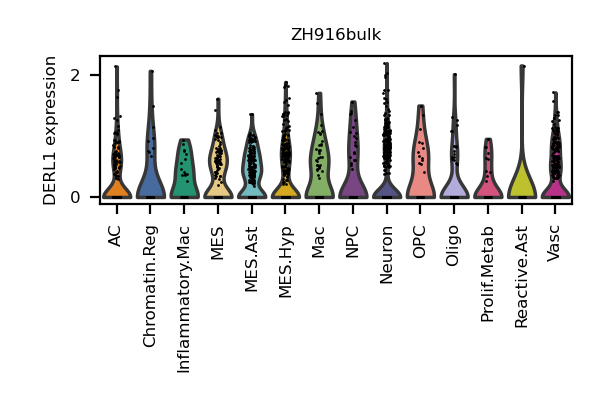 ZH916bulk
DERL1 expression
2
0
AC
Chromatin.Reg
Inflammatory.Mac
MES
MES.Ast
MES.Hyp
Mac
NPC
Neuron
OPC
Oligo
Prolif.Metab
Reactive.Ast
Vasc